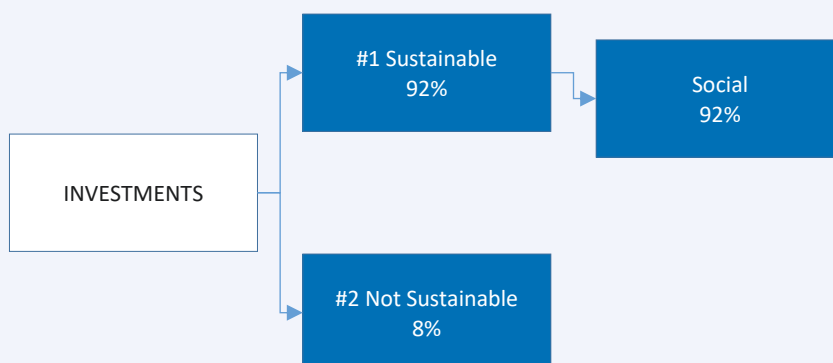 INVESTMENTS
#1 Sustainable
92%
Social
92%
#2 Not Sustainable
8%